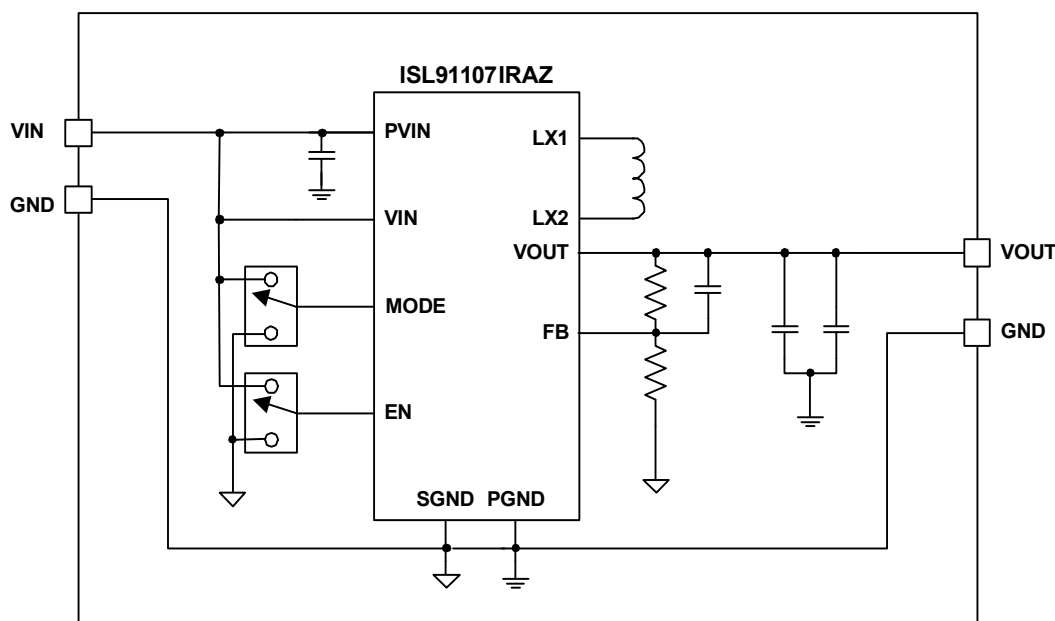 ISL91107IRAZ
VIN
PVIN
LX1
GND
VIN
LX2
VOUT
VOUT
MODE
FB
GND
EN
SGND PGND